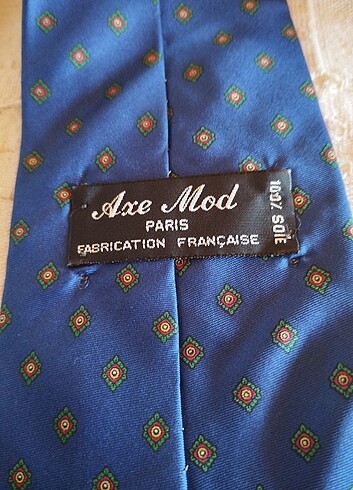 Axe Mod
PARIS
FABRICATION FRANÇAISE
100% SOIE